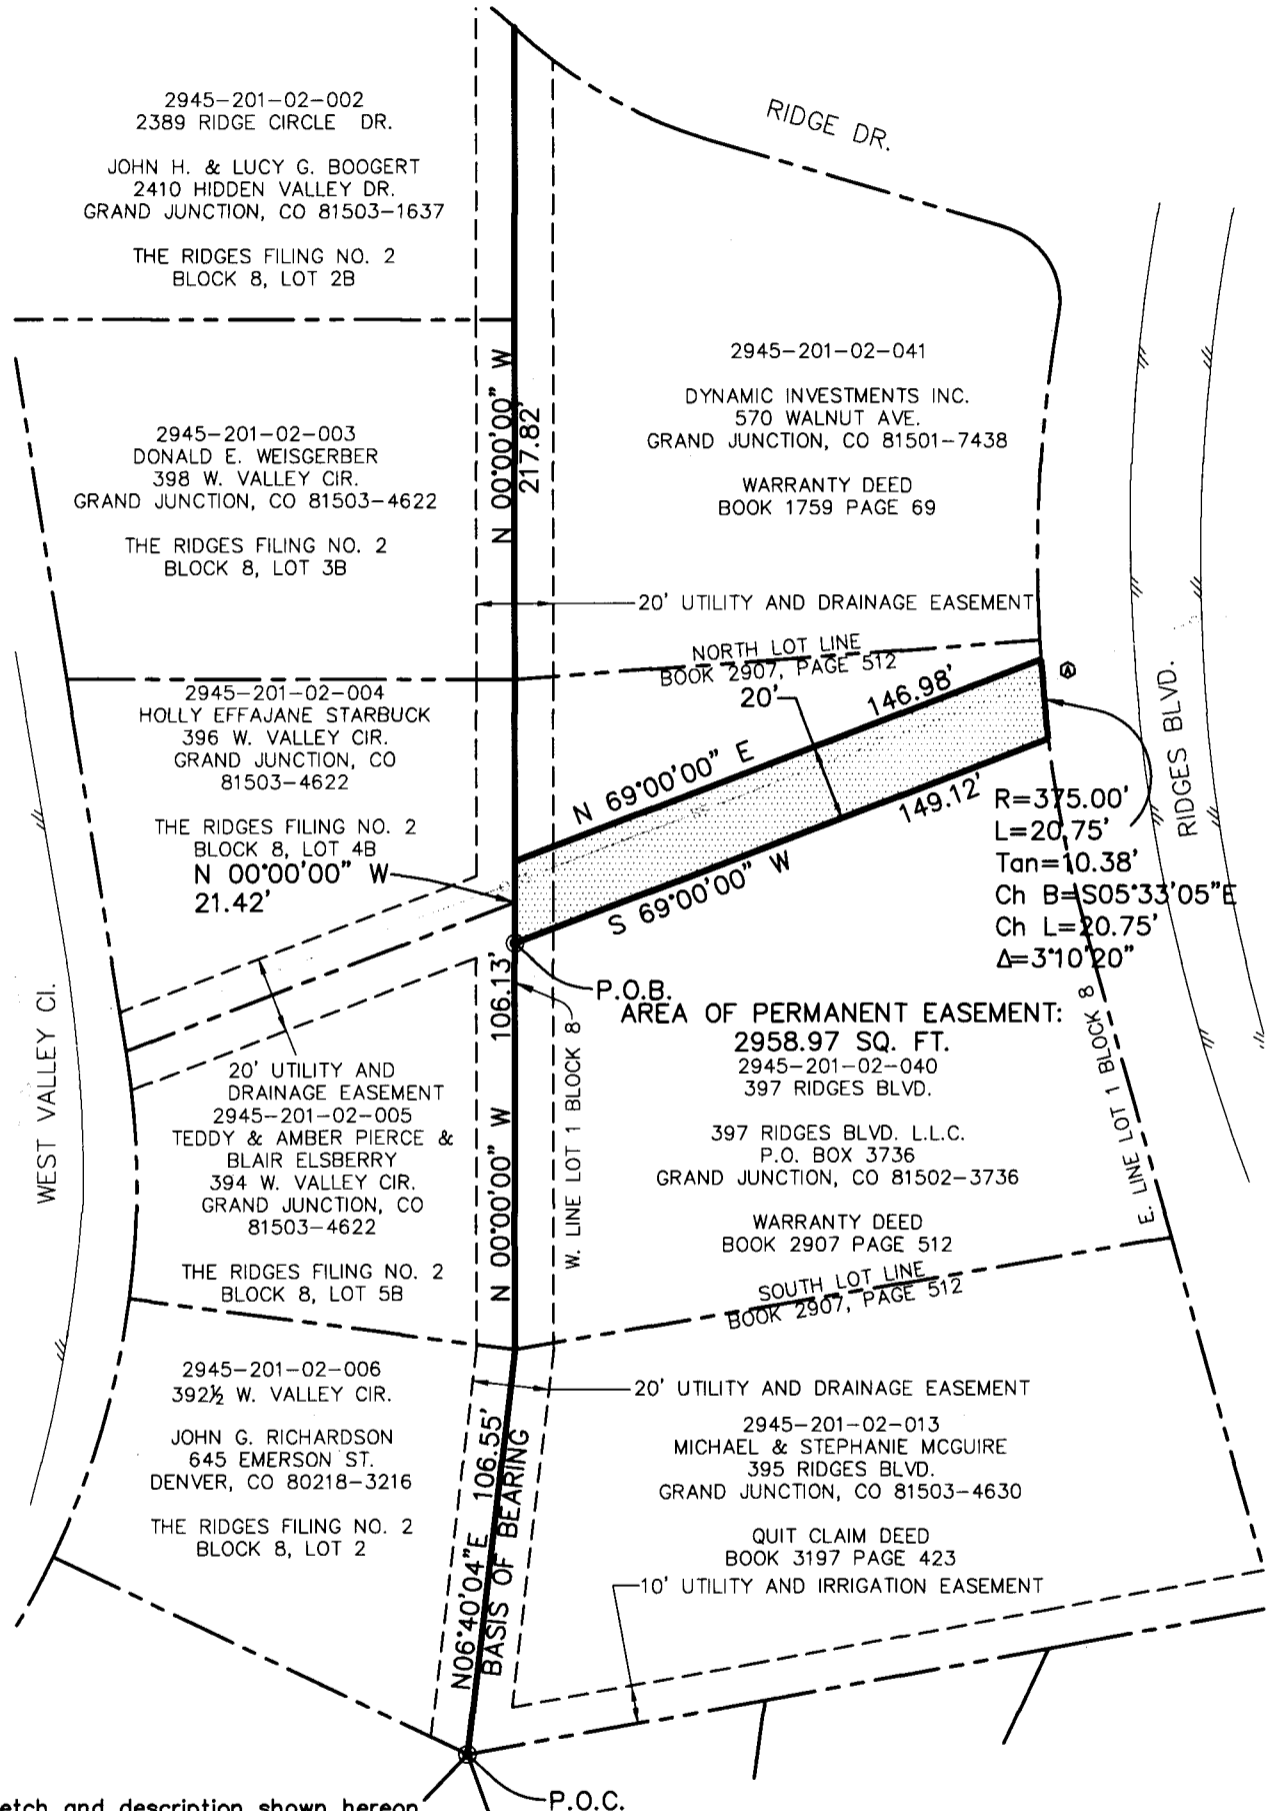 2945-201-02-002
2389 RIDGE CIRCLE DR.
JOHN H. & LUCY G. BOOGERT
2410 HIDDEN VALLEY DR.
GRAND JUNCTION, CO 81503-1637
THE RIDGES FILING NO. 2
BLOCK 8, LOT 2B
RIDGE DR.
2945-201-02-003
DONALD E. WEISGERBER
398 W. VALLEY CIR.
GRAND JUNCTION, CO 81503-4622
THE RIDGES FILING NO. 2
BLOCK 8, LOT 3B
N 00°00'00" W
217.82'
2945-201-02-041
DYNAMIC INVESTMENTS INC.
570 WALNUT AVE.
GRAND JUNCTION, CO 81501-7438
WARRANTY DEED
BOOK 1759 PAGE 69
20' UTILITY AND DRAINAGE EASEMENT
NORTH LOT LINE
BOOK 2907, PAGE 512
20'
146.98'
N 69°00'00" E
149.12'
S 69°00'00" W
RIDGES BLVD.
2945-201-02-004
HOLLY EFFAJANE STARBUCK
396 W. VALLEY CIR.
GRAND JUNCTION, CO
81503-4622
THE RIDGES FILING NO. 2
BLOCK 8, LOT 4B
N 00°00'00" W
21.42'
A
R=375.00'
L=20.75'
Tan=10.38'
Ch B=S05°33'05"E
Ch L=20.75'
Δ=3°10'20"
P.O.B.
AREA OF PERMANENT EASEMENT:
2958.97 SQ. FT.
2945-201-02-040
397 RIDGES BLVD.
397 RIDGES BLVD. L.L.C.
P.O. BOX 3736
GRAND JUNCTION, CO 81502-3736
WARRANTY DEED
BOOK 2907 PAGE 512
WEST VALLEY CI.
20' UTILITY AND
DRAINAGE EASEMENT
2945-201-02-005
TEDDY & AMBER PIERCE &
BLAIR ELSBERRY
394 W. VALLEY CIR.
GRAND JUNCTION, CO
81503-4622
THE RIDGES FILING NO. 2
BLOCK 8, LOT 5B
N 00°00'00" W 106.13'
W. LINE LOT 1 BLOCK 8
E. LINE LOT 1 BLOCK 8
SOUTH LOT LINE
BOOK 2907, PAGE 512
2945-201-02-006
392½ W. VALLEY CIR.
JOHN G. RICHARDSON
645 EMERSON ST.
DENVER, CO 80218-3216
THE RIDGES FILING NO. 2
BLOCK 8, LOT 2
20' UTILITY AND DRAINAGE EASEMENT
2945-201-02-013
MICHAEL & STEPHANIE MCGUIRE
395 RIDGES BLVD.
GRAND JUNCTION, CO 81503-4630
QUIT CLAIM DEED
BOOK 3197 PAGE 423
10' UTILITY AND IRRIGATION EASEMENT
N06°40'04"E 106.55'
BASIS OF BEARING
P.O.C.
etch and description shown hereon